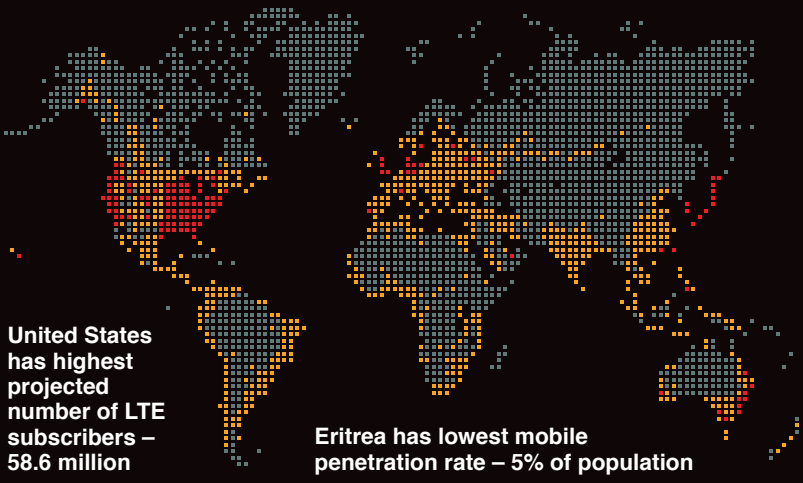 United States
has highest
projected
number of LTE
subscribers –
58.6 million
Eritrea has lowest mobile
penetration rate – 5% of population